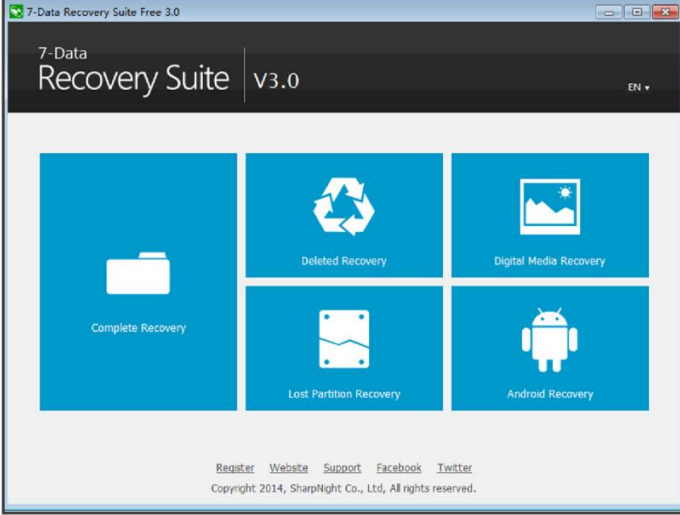 7-Data Recovery Suite Free 3.0
7-Data
Recovery Suite V3.0
EN
Complete Recovery
Deleted Recovery
Digital Media Recovery
Lost Partition Recovery
Android Recovery
Register Website Support Facebook Twitter
Copyright 2014, SharpNight Co., Ltd, All rights reserved.